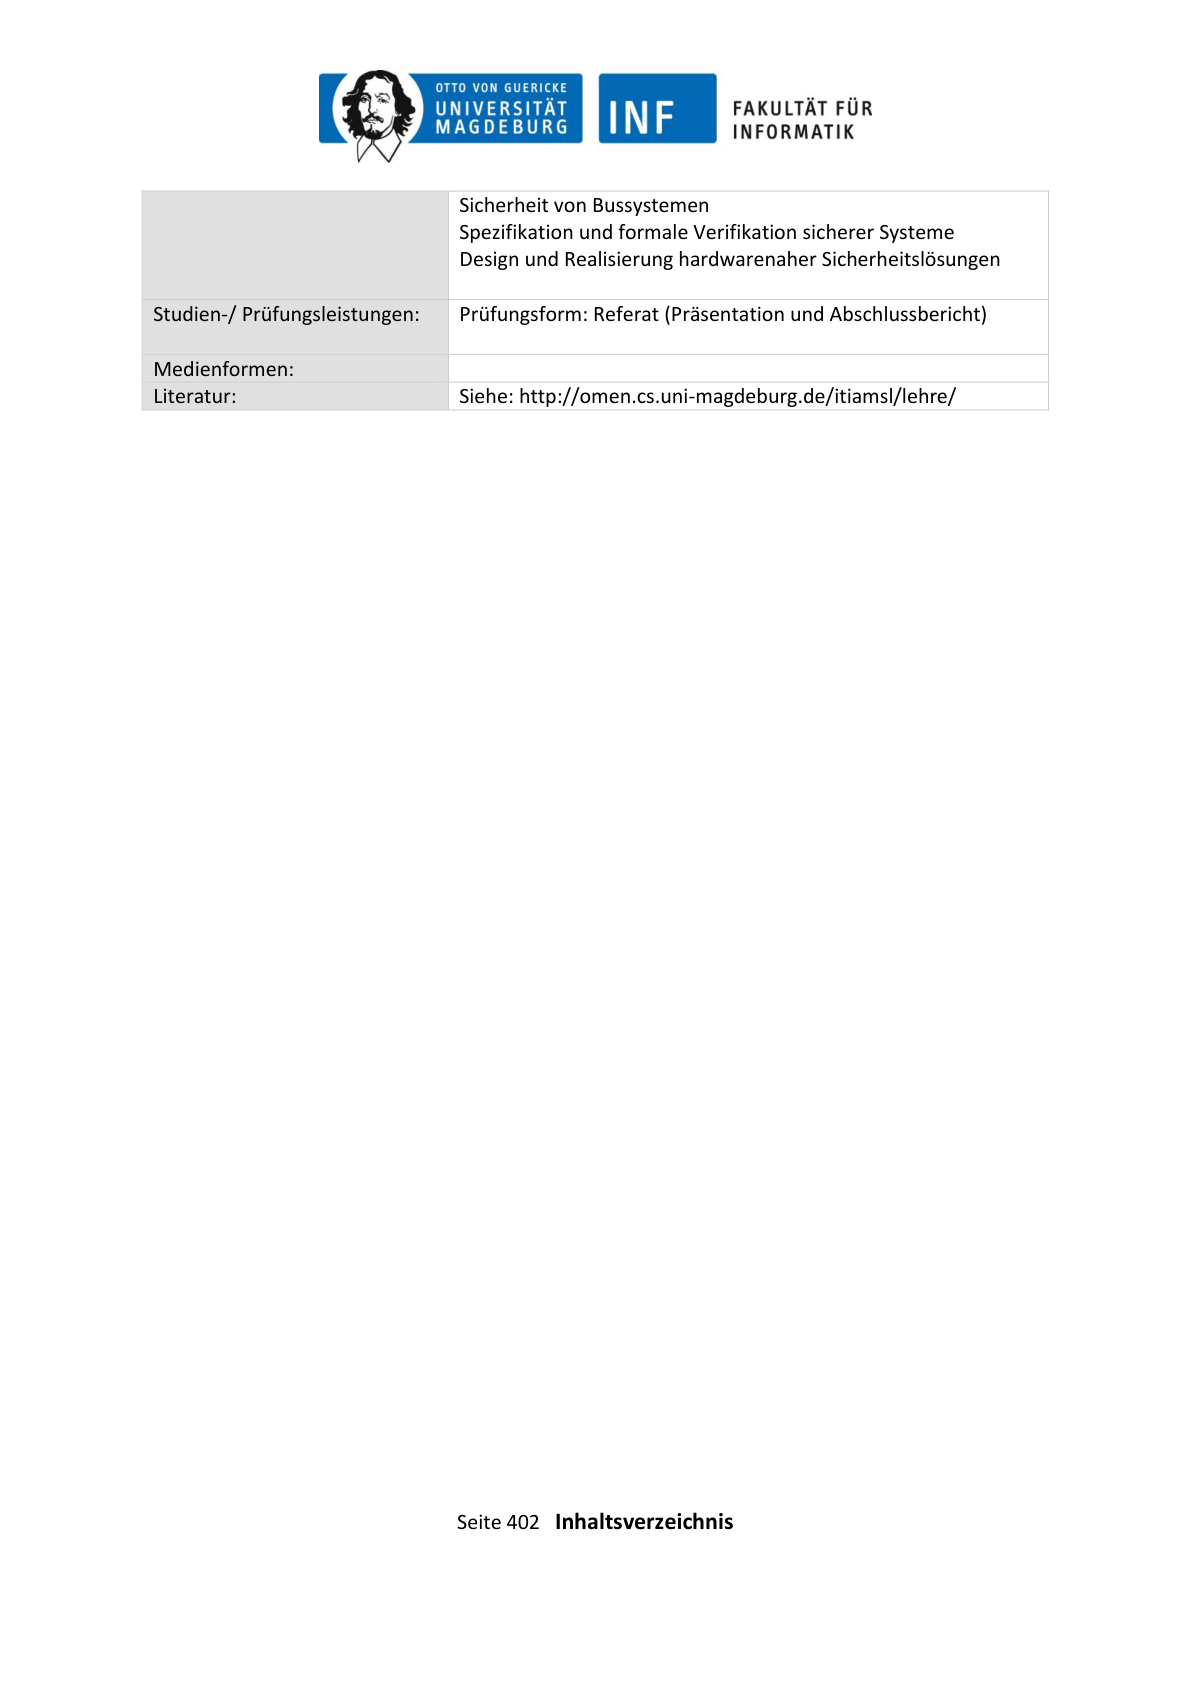 OTTO VON GUERICKE
UNIVERSITÄT
MAGDEBURG
INF
FAKULTÄT FÜR
INFORMATIK
Sicherheit von Bussystemen
Spezifikation und formale Verifikation sicherer Systeme
Design und Realisierung hardwarenaher Sicherheitslösungen
Studien-/ Prüfungsleistungen: Prüfungsform: Referat (Präsentation und Abschlussbericht)
Medienformen:
Literatur: Siehe: http://omen.cs.uni-magdeburg.de/itiamsl/lehre/
Seite 402 Inhaltsverzeichnis